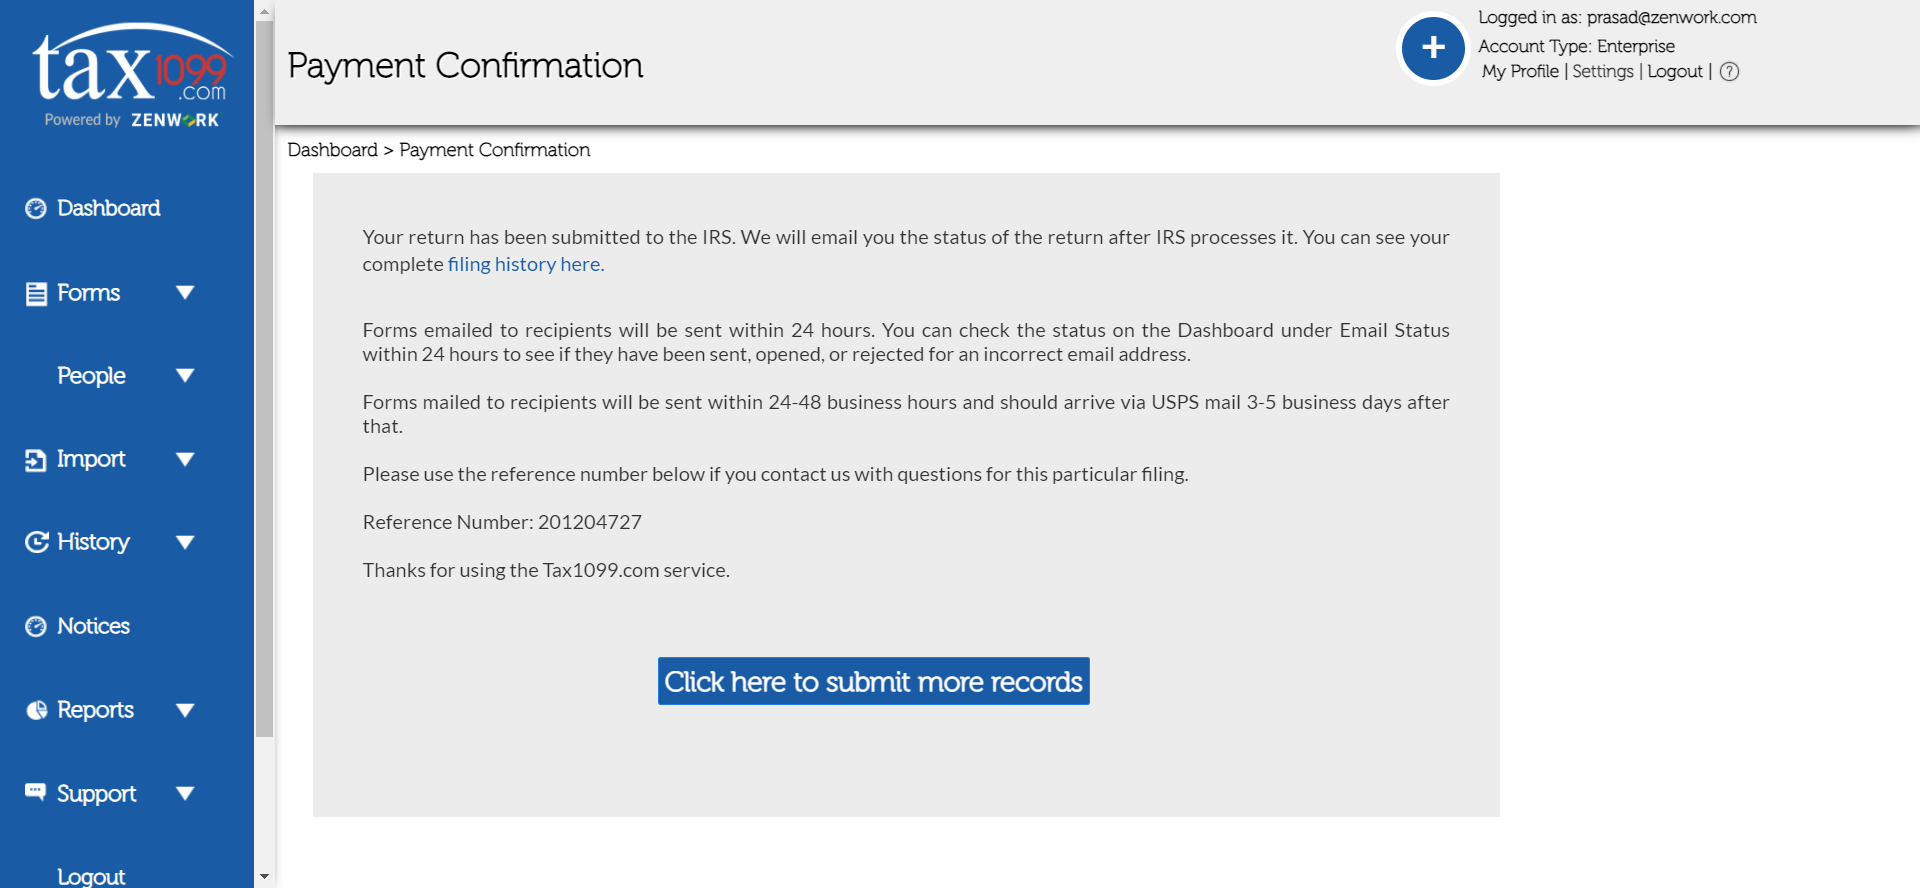 tax1099.com
Powered by ZENWORK
Dashboard
Forms
People
Import
History
Notices
Reports
Support
Logout
Payment Confirmation
Logged in as: prasad@zenwork.com
Account Type: Enterprise
My Profile | Settings | Logout | ?
Dashboard > Payment Confirmation
Your return has been submitted to the IRS. We will email you the status of the return after IRS processes it. You can see your
complete filing history here.
Forms emailed to recipients will be sent within 24 hours. You can check the status on the Dashboard under Email Status
within 24 hours to see if they have been sent, opened, or rejected for an incorrect email address.
Forms mailed to recipients will be sent within 24-48 business hours and should arrive via USPS mail 3-5 business days after
that.
Please use the reference number below if you contact us with questions for this particular filing.
Reference Number: 201204727
Thanks for using the Tax1099.com service.
Click here to submit more records